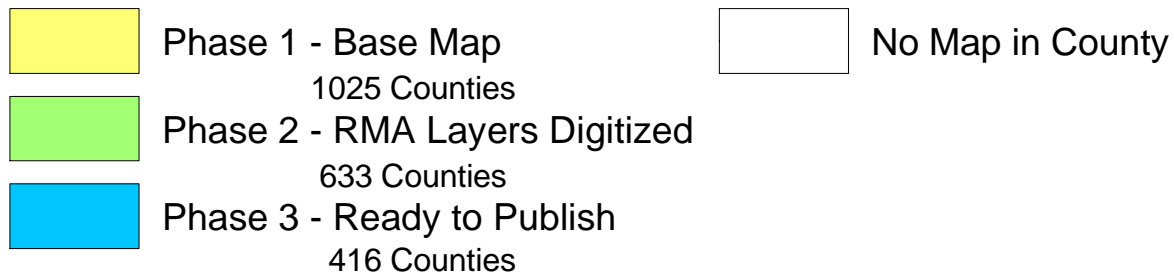 Phase 1 - Base Map
1025 Counties
Phase 2 - RMA Layers Digitized
633 Counties
Phase 3 - Ready to Publish
416 Counties
No Map in County